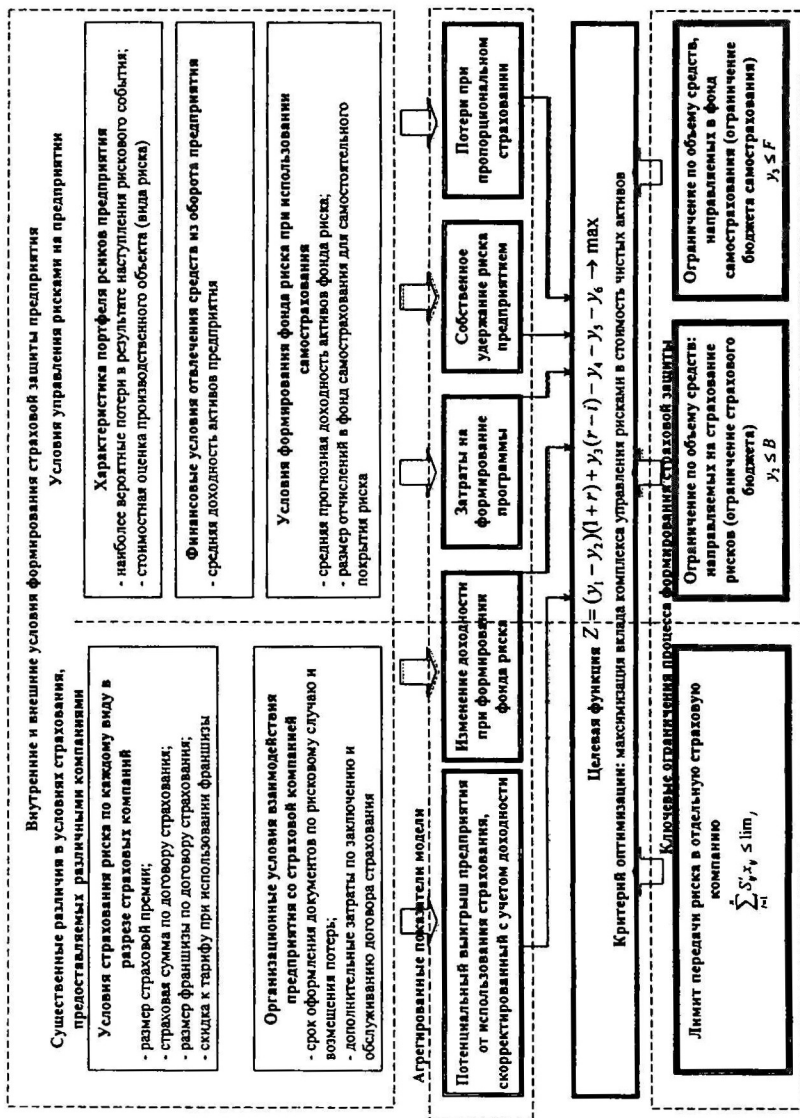 Внутренние и внешние условия формирования страховой защиты предприятия
Существенные различия в условиях страхования,
предоставляемых различными компаниями
Условия страхования риска по каждому виду в
разрезе страховых компаний
- размер страховой премии;
- страховая сумма по договору страхования;
- размер франшизы по договору страхования;
- скидка к тарифу при использовании франшизы
Организационные условия взаимодействия
предприятия со страховой компанией
- срок оформления документов по рисковому случаю и
возмещения потерь;
- дополнительные затраты по заключению и
обслуживанию договора страхования
Условия управления рисками на предприятии
Характеристика портфеля рсиков предприятия
- наиболее вероятные потери в результате наступления рискового события;
- стоимостная оценка производственного объекта (вида риска)
Финансовые условия отвлечения средств из оборота предприятия
- средняя доходность активов предприятия
Условия формирования фонда риска при использовании
самострахования
- средняя прогнозная доходность активов фонда риска;
- размер отчислений в фонд самострахования для самостоятельного
покрытия риска
Агрегированные показатели модели
Потенциальный выигрыш предприятия
от использования страхования,
скорректированный с учетом доходности
Изменение доходности
при формировании
фонда риска
Затраты на
формирование
программы
Собственное
удержание риска
предприятием
Потери при
пропорциональном
страховании
Целевая функция Z = (y₁ − y₂)(1 + r) + y₃(r − i) − y₄ − y₅ − y₆ → max
Критерий оптимизации: максимизация вклада комплекса управления рисками в стоимость чистых активов
Ключевые ограничения процесса формирования страховой защиты
Лимит передачи риска в отдельную страховую
компанию
Ограничение по объему средств:
направляемых на страхование
рисков (ограничение страхового
бюджета)
y₂ ≤ B
Ограничение по объему средств,
направляемых в фонд
самострахования (ограничение
бюджета самострахования)
y₃ ≤ F